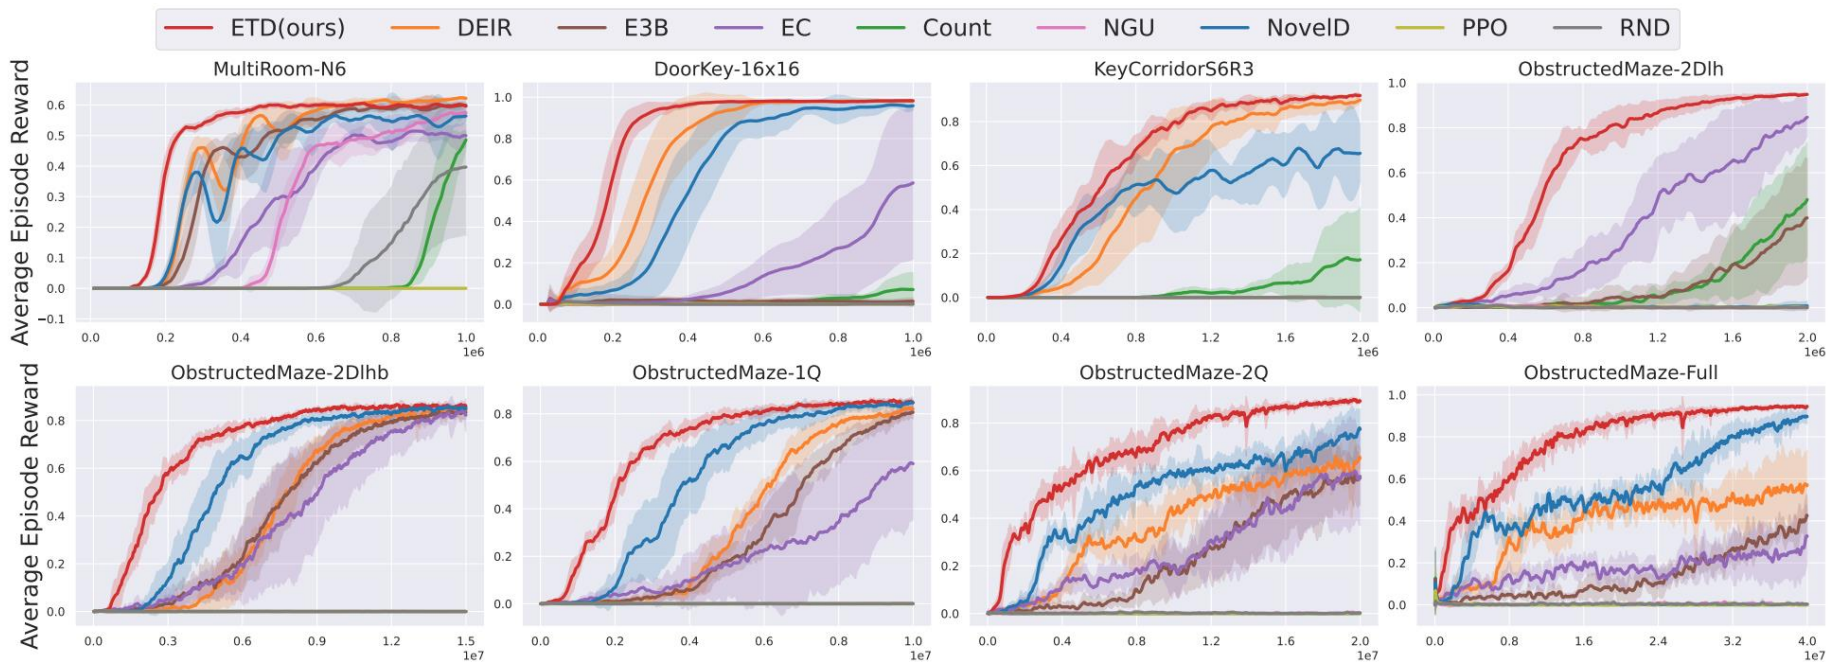 ETD(ours) DEIR E3B EC Count NGU NovelD PPO RND
MultiRoom-N6 DoorKey-16x16 KeyCorridorS6R3 ObstructedMaze-2Dlh
Average Episode Reward
0.6 0.5 0.4 0.3 0.2 0.1 0.0 −0.1
0.0 0.2 0.4 0.6 0.8 1.0
1e6
1.0 0.8 0.6 0.4 0.2 0.0
0.0 0.2 0.4 0.6 0.8 1.0
1e6
0.8 0.6 0.4 0.2 0.0
0.0 0.4 0.8 1.2 1.6 2.0
1e6
1.0 0.8 0.6 0.4 0.2 0.0
0.0 0.4 0.8 1.2 1.6 2.0
1e6
ObstructedMaze-2Dlhb ObstructedMaze-1Q ObstructedMaze-2Q ObstructedMaze-Full
Average Episode Reward
0.8 0.6 0.4 0.2 0.0
0.0 0.3 0.6 0.9 1.2 1.5
1e7
0.8 0.6 0.4 0.2 0.0
0.0 0.2 0.4 0.6 0.8 1.0
1e7
0.8 0.6 0.4 0.2 0.0
0.0 0.4 0.8 1.2 1.6 2.0
1e7
1.0 0.8 0.6 0.4 0.2 0.0
0.0 0.8 1.6 2.4 3.2 4.0
1e7